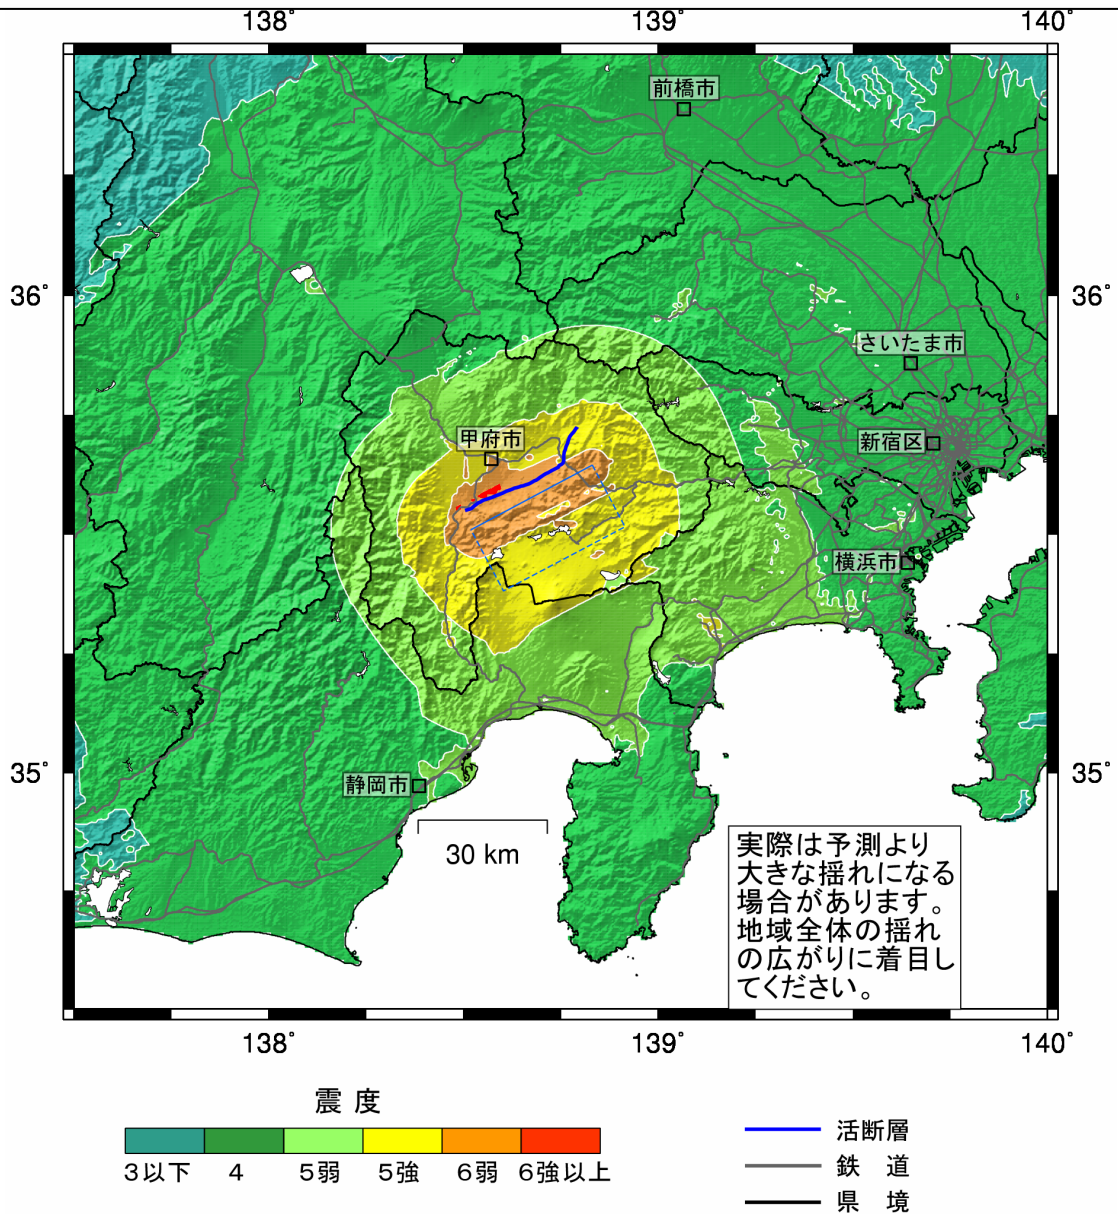 138°
139°
140°
前橋市
36°
36°
さいたま市
甲府市
新宿区
横浜市
35°
35°
静岡市
30 km
実際は予測より
大きな揺れになる
場合があります。
地域全体の揺れ
の広がりに着目し
てください。
138°
139°
140°
震 度
3以下
4
5弱
5強
6弱
6強以上
活断層
鉄 道
県 境